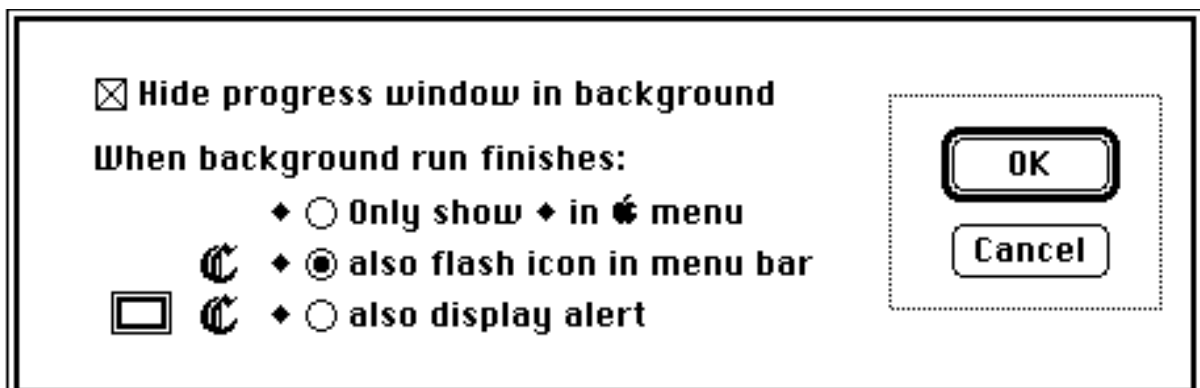 Hide progress window in background
When background run finishes:
◆ Only show ◆ in  menu
ℂ ◆ also flash icon in menu bar
ℂ ◆ also display alert
OK
Cancel